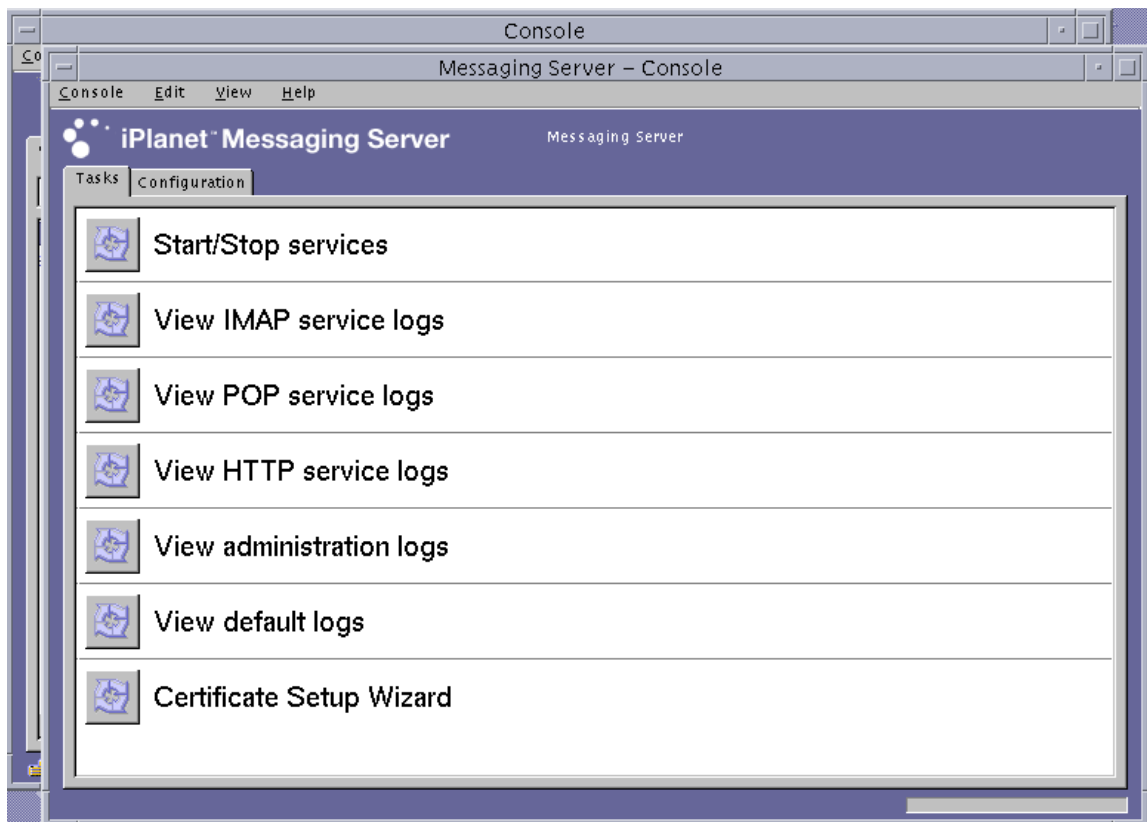 Console
Co
Messaging Server – Console
Console Edit View Help
iPlanet™ Messaging Server Messaging Server
Tasks Configuration
Start/Stop services
View IMAP service logs
View POP service logs
View HTTP service logs
View administration logs
View default logs
Certificate Setup Wizard